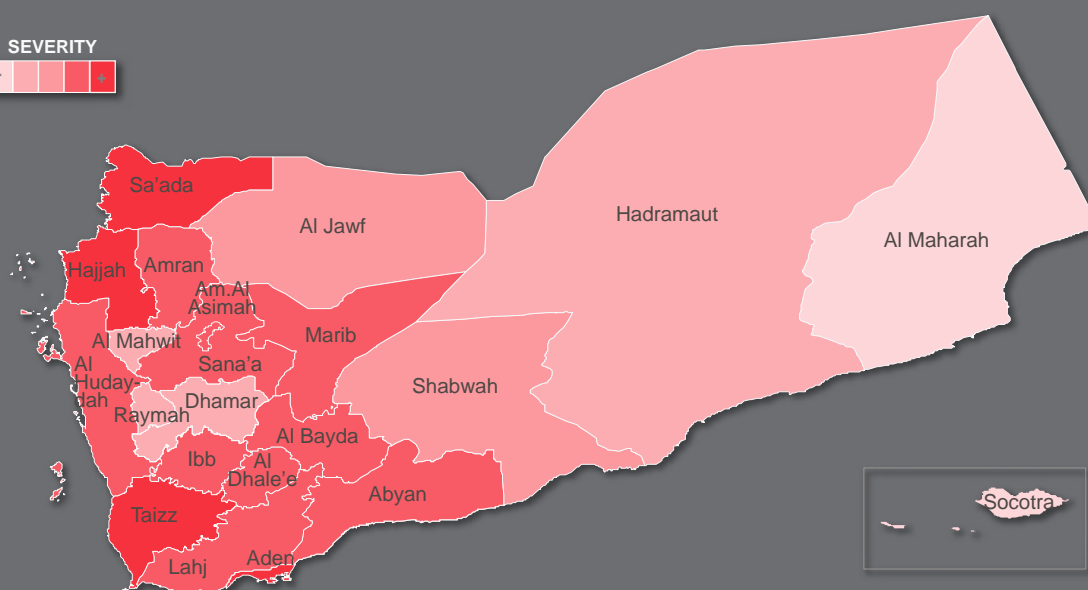 SEVERITY
+
Sa'ada
Al Jawf
Hadramaut
Al Maharah
Hajjah
Amran
Am.Al
Asimah
Marib
Al Mahwit
Sana'a
Al
Huday-
dah
Shabwah
Raymah
Dhamar
Al Bayda
Ibb
Al
Dhale'e
Abyan
Socotra
Taizz
Aden
Lahj